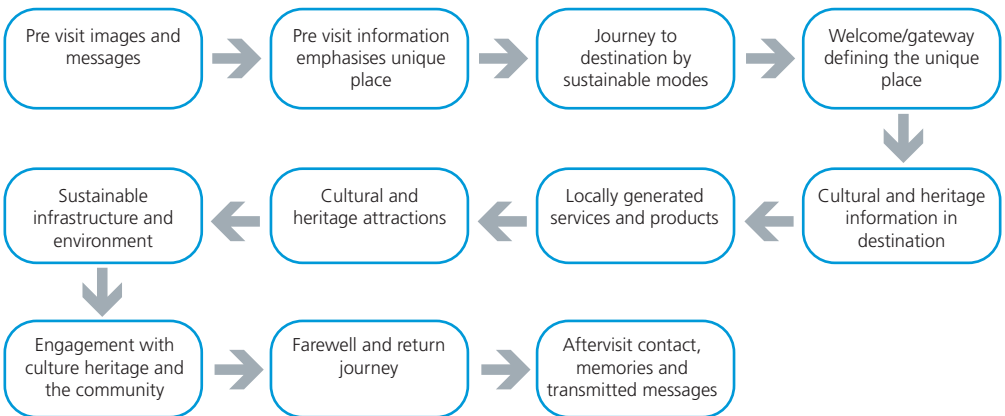 Pre visit images and
messages
Pre visit information
emphasises unique
place
Journey to
destination by
sustainable modes
Welcome/gateway
defining the unique
place
Cultural and heritage
information in
destination
Locally generated
services and products
Cultural and
heritage attractions
Sustainable
infrastructure and
environment
Engagement with
culture heritage and
the community
Farewell and return
journey
Aftervisit contact,
memories and
transmitted messages